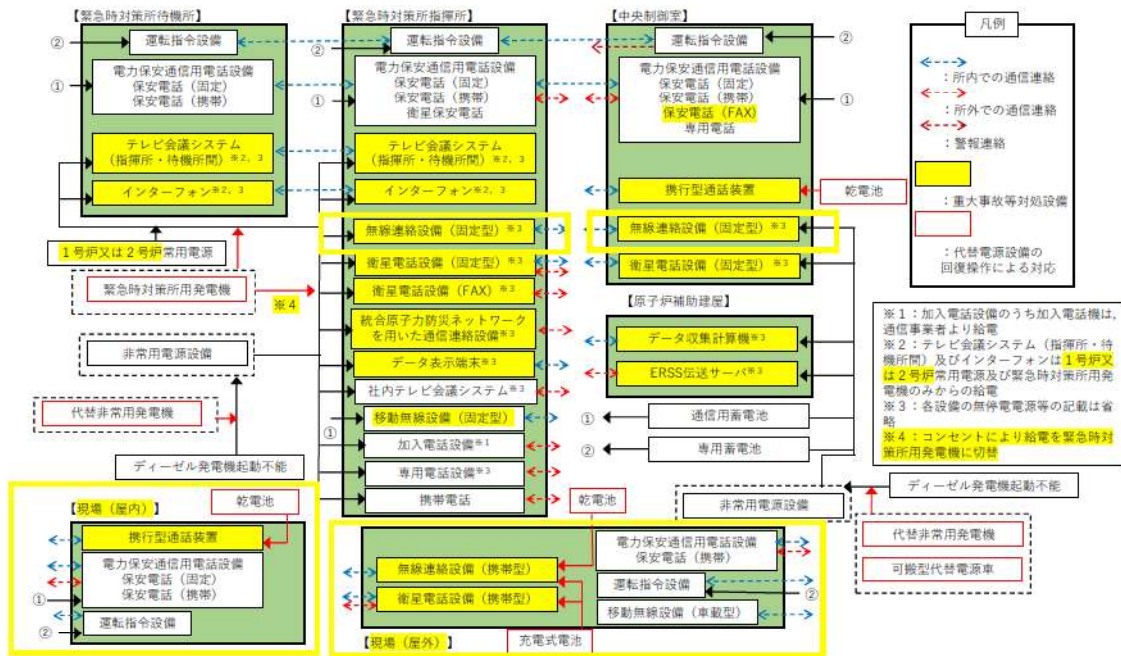 【緊急時対策所待機所】
②
運転指令設備
①
電力保安通信用電話設備
保安電話（固定）
保安電話（携帯）
テレビ会議システム
(指揮所・待機所間)※2, 3
インターフォン※2, 3
1号炉又は2号炉常用電源
緊急時対策所用発電機
※4
非常用電源設備
代替非常用発電機
ディーゼル発電機起動不能
【緊急時対策所指揮所】
②
運転指令設備
①
電力保安通信用電話設備
保安電話（固定）
保安電話（携帯）
衛星保安電話
テレビ会議システム
(指揮所・待機所間)※2, 3
インターフォン※2, 3
無線連絡設備（固定型）※3
衛星電話設備（固定型）※3
衛星電話設備（FAX）※3
統合原子力防災ネットワーク
を用いた通信連絡設備※3
データ表示端末※3
社内テレビ会議システム※3
移動無線設備（固定型）
①
加入電話設備※1
専用電話設備※3
携帯電話
【中央制御室】
運転指令設備
②
電力保安通信用電話設備
保安電話（固定）
保安電話（携帯）
保安電話（FAX）
専用電話
①
携行型通話装置
乾電池
無線連絡設備（固定型）※3
衛星電話設備（固定型）※3
【原子炉補助建屋】
データ収集計算機※3
ERSS伝送サーバ※3
①
通信用蓄電池
②
専用蓄電池
非常用電源設備
ディーゼル発電機起動不能
代替非常用発電機
可搬型代替電源車
凡例
：所内での通信連絡
：所外での通信連絡
：警報連絡
：重大事故等対処設備
：代替電源設備の
回復操作による対応
※1：加入電話設備のうち加入電話機は,
通信事業者より給電
※2：テレビ会議システム（指揮所・待
機所間）及びインターフォンは1号炉又
は2号炉常用電源及び緊急時対策所用発
電機のみからの給電
※3：各設備の無停電電源等の記載は省
略
※4：コンセントにより給電を緊急時対
策所用発電機に切替
【現場（屋内）】
乾電池
携行型通話装置
電力保安通信用電話設備
保安電話（固定）
保安電話（携帯）
①
②
運転指令設備
乾電池
無線連絡設備（携帯型）
衛星電話設備（携帯型）
電力保安通信用電話設備
保安電話（携帯）
運転指令設備
②
移動無線設備（車載型）
【現場（屋外）】
充電式電池